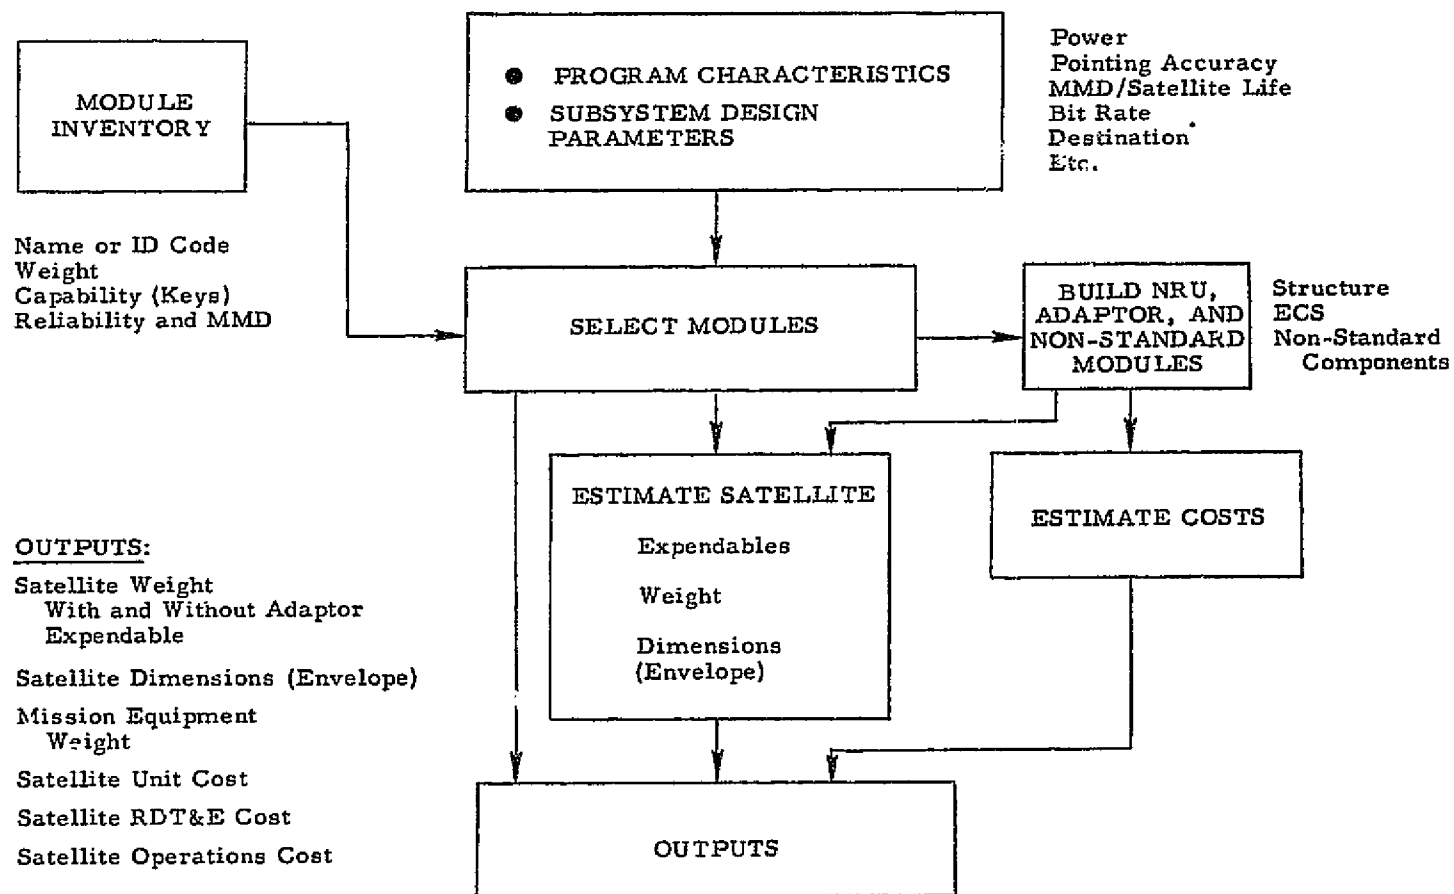 MODULE
INVENTORY
● PROGRAM CHARACTERISTICS
● SUBSYSTEM DESIGN
PARAMETERS
Power
Pointing Accuracy
MMD/Satellite Life
Bit Rate
Destination
Etc.
Name or ID Code
Weight
Capability (Keys)
Reliability and MMD
SELECT MODULES
BUILD NRU,
ADAPTOR, AND
NON-STANDARD
MODULES
Structure
ECS
Non-Standard
Components
ESTIMATE SATELLITE
Expendables
Weight
Dimensions
(Envelope)
ESTIMATE COSTS
OUTPUTS:
Satellite Weight
With and Without Adaptor
Expendable
Satellite Dimensions (Envelope)
Mission Equipment
Weight
Satellite Unit Cost
Satellite RDT&E Cost
Satellite Operations Cost
OUTPUTS